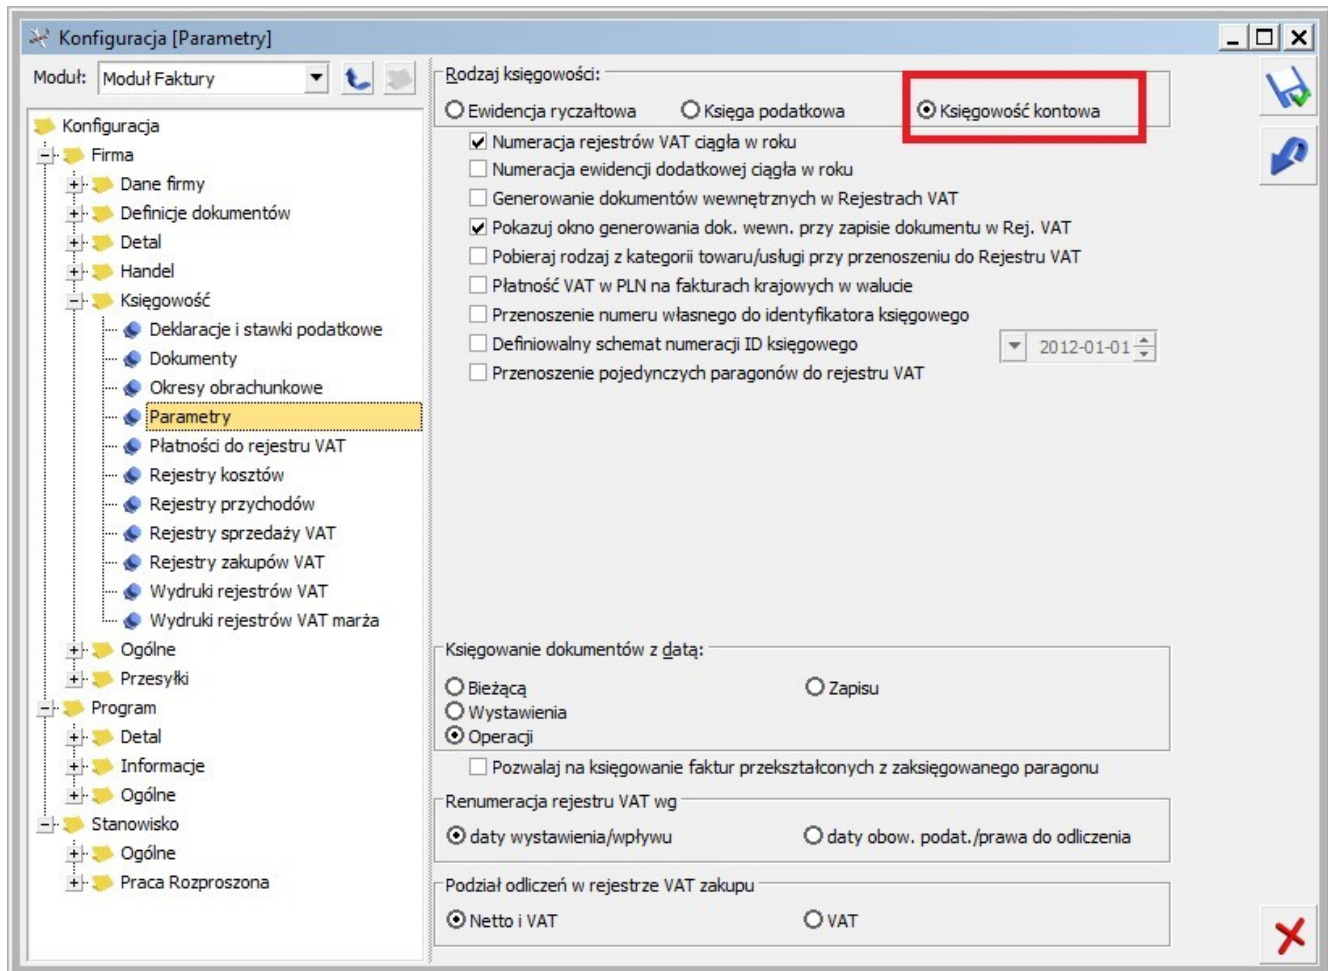 Konfiguracja [Parametry]
Moduł: Moduł Faktury
Konfiguracja
Firma
Dane firmy
Definicje dokumentów
Detal
Handel
Księgowość
Deklaracje i stawki podatkowe
Dokumenty
Okresy obrachunkowe
Parametry
Płatności do rejestru VAT
Rejestry kosztów
Rejestry przychodów
Rejestry sprzedaży VAT
Rejestry zakupów VAT
Wydruki rejestrów VAT
Wydruki rejestrów VAT marża
Ogólne
Przesyłki
Program
Detal
Informacje
Ogólne
Stanowisko
Ogólne
Praca Rozproszona
Rodzaj księgowości:
Ewidencja ryczałtowa Księga podatkowa Księgowość kontowa
Numeracja rejestrów VAT ciągła w roku
Numeracja ewidencji dodatkowej ciągła w roku
Generowanie dokumentów wewnętrznych w Rejestrach VAT
Pokazuj okno generowania dok. wewn. przy zapisie dokumentu w Rej. VAT
Pobieraj rodzaj z kategorii towaru/usługi przy przenoszeniu do Rejestru VAT
Płatność VAT w PLN na fakturach krajowych w walucie
Przenoszenie numeru własnego do identyfikatora księgowego
Definiowalny schemat numeracji ID księgowego 2012-01-01
Przenoszenie pojedynczych paragonów do rejestru VAT
Księgowanie dokumentów z datą:
Bieżącą Zapisu
Wystawienia
Operacji
Pozwalaj na księgowanie faktur przekształconych z zaksięgowanego paragonu
Renumeracja rejestru VAT wg
daty wystawienia/wpływu daty obow. podat./prawa do odliczenia
Podział odliczeń w rejestrze VAT zakupu
Netto i VAT VAT